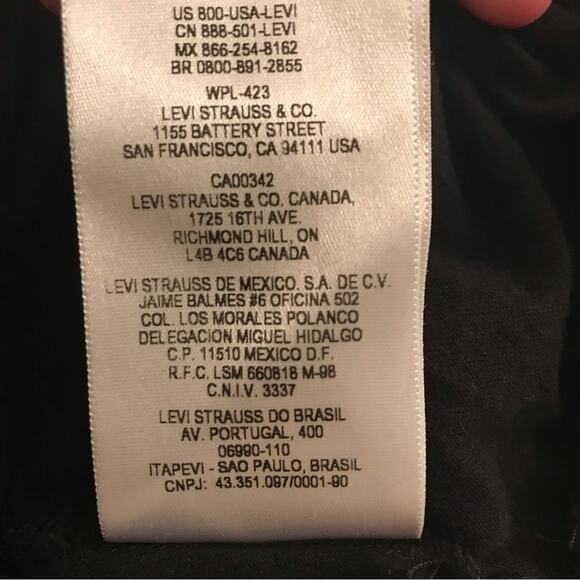 US 800-USA-LEVI
CN 888-501-LEVI
MX 866-254-8162
BR 0800-891-2855
WPL-423
LEVI STRAUSS & CO.
1155 BATTERY STREET
SAN FRANCISCO, CA 94111 USA
CA00342
LEVI STRAUSS & CO. CANADA,
1725 16TH AVE.
RICHMOND HILL, ON
L4B 4C6 CANADA
LEVI STRAUSS DE MEXICO. S.A. DE C.V.
JAIME BALMES #6 OFICINA 502
COL. LOS MORALES POLANCO
DELEGACION MIGUEL HIDALGO
C.P. 11510 MEXICO D.F.
R.F.C. LSM 660818 M-98
C.N.I.V. 3337
LEVI STRAUSS DO BRASIL
AV. PORTUGAL, 400
06990-110
ITAPEVI - SAO PAULO, BRASIL
CNPJ: 43.351.097/0001-90